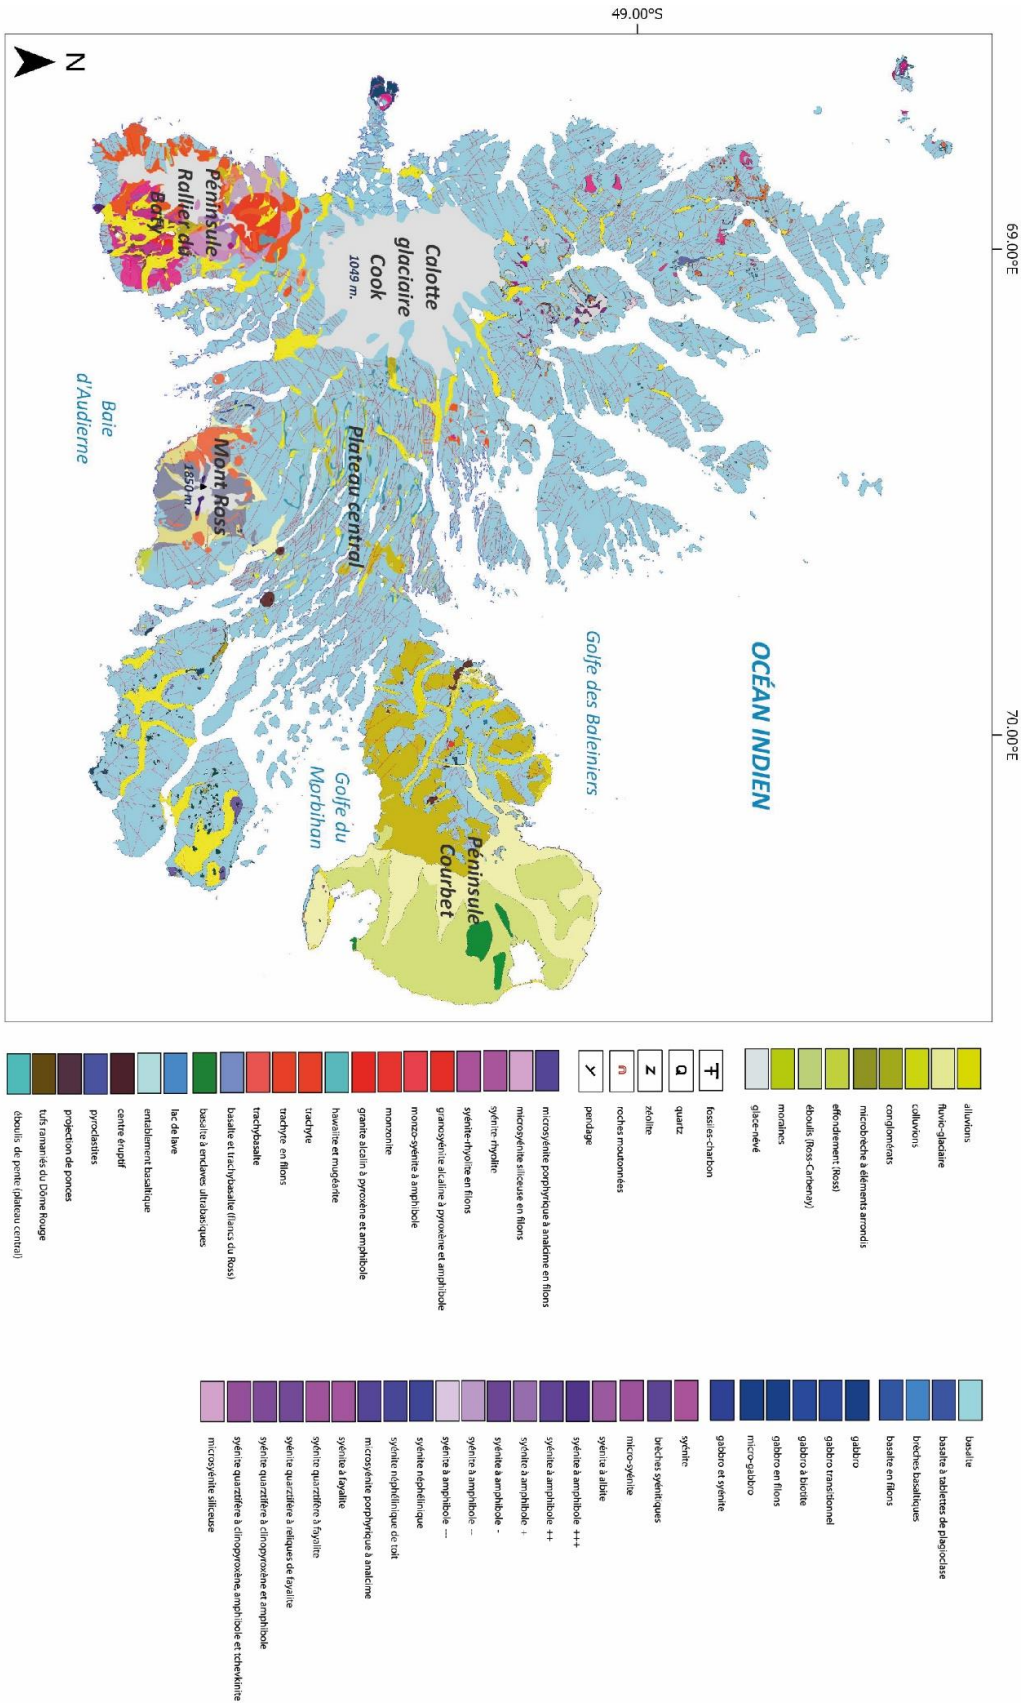 49.00°S
69.00°E
70.00°E
N
OCÉAN INDIEN
Golfe des Baleiniers
Golfe du
Morbihan
Baie
d'Audierne
Calotte
glaciaire
Cook
1049 m.
Péninsule
Rallier du
Baty
Plateau central
Mont Ross
1850 m.
Péninsule
Courbet
alluvions
fluvio-glaciaire
colluvions
conglomérats
microbrèche à éléments arrondis
effondrement (Ross)
éboulis (Ross-Carbenay)
moraines
glace-névé
fossiles-charbon
Q quartz
Z zéolite
roches moutonnées
pendage
microsyénite porphyrique à analcime en filons
microsyénite siliceuse en filons
syénite-rhyolite
syénite-rhyolite en filons
granosyénite alcaline à pyroxène et amphibole
monzo-syénite à amphibole
monzonite
granite alcalin à pyroxène et amphibole
hawaïite et mugéarite
trachyte
trachyte en filons
trachybasalte
basalte et trachybasalte (flancs du Ross)
basalte à enclaves ultrabasiques
lac de lave
entablement basaltique
centre éruptif
pyroclastites
projection de ponces
tufs ramaniés du Dôme Rouge
éboulis de pente (plateau central)
basalte
basalte à tablettes de plagioclase
brèches basaltiques
basalte en filons
gabbro
gabbro transitionnel
gabbro à biotite
gabbro en filons
micro-gabbro
gabbro et syénite
syénite
brèches syénitiques
micro-syénite
syénite à albite
syénite à amphibole +++
syénite à amphibole ++
syénite à amphibole +
syénite à amphibole -
syénite à amphibole --
syénite à amphibole ---
syénite néphélinique
syénite néphélinique de toit
microsyénite porphyrique à analcime
syénite à fayalite
syénite quartzifère à fayalite
syénite quartzifère à reliques de fayalite
syénite quartzifère à clinopyroxène et amphibole
syénite quartzifère à clinopyroxène, amphibole et tchevkinite
microsyénite siliceuse